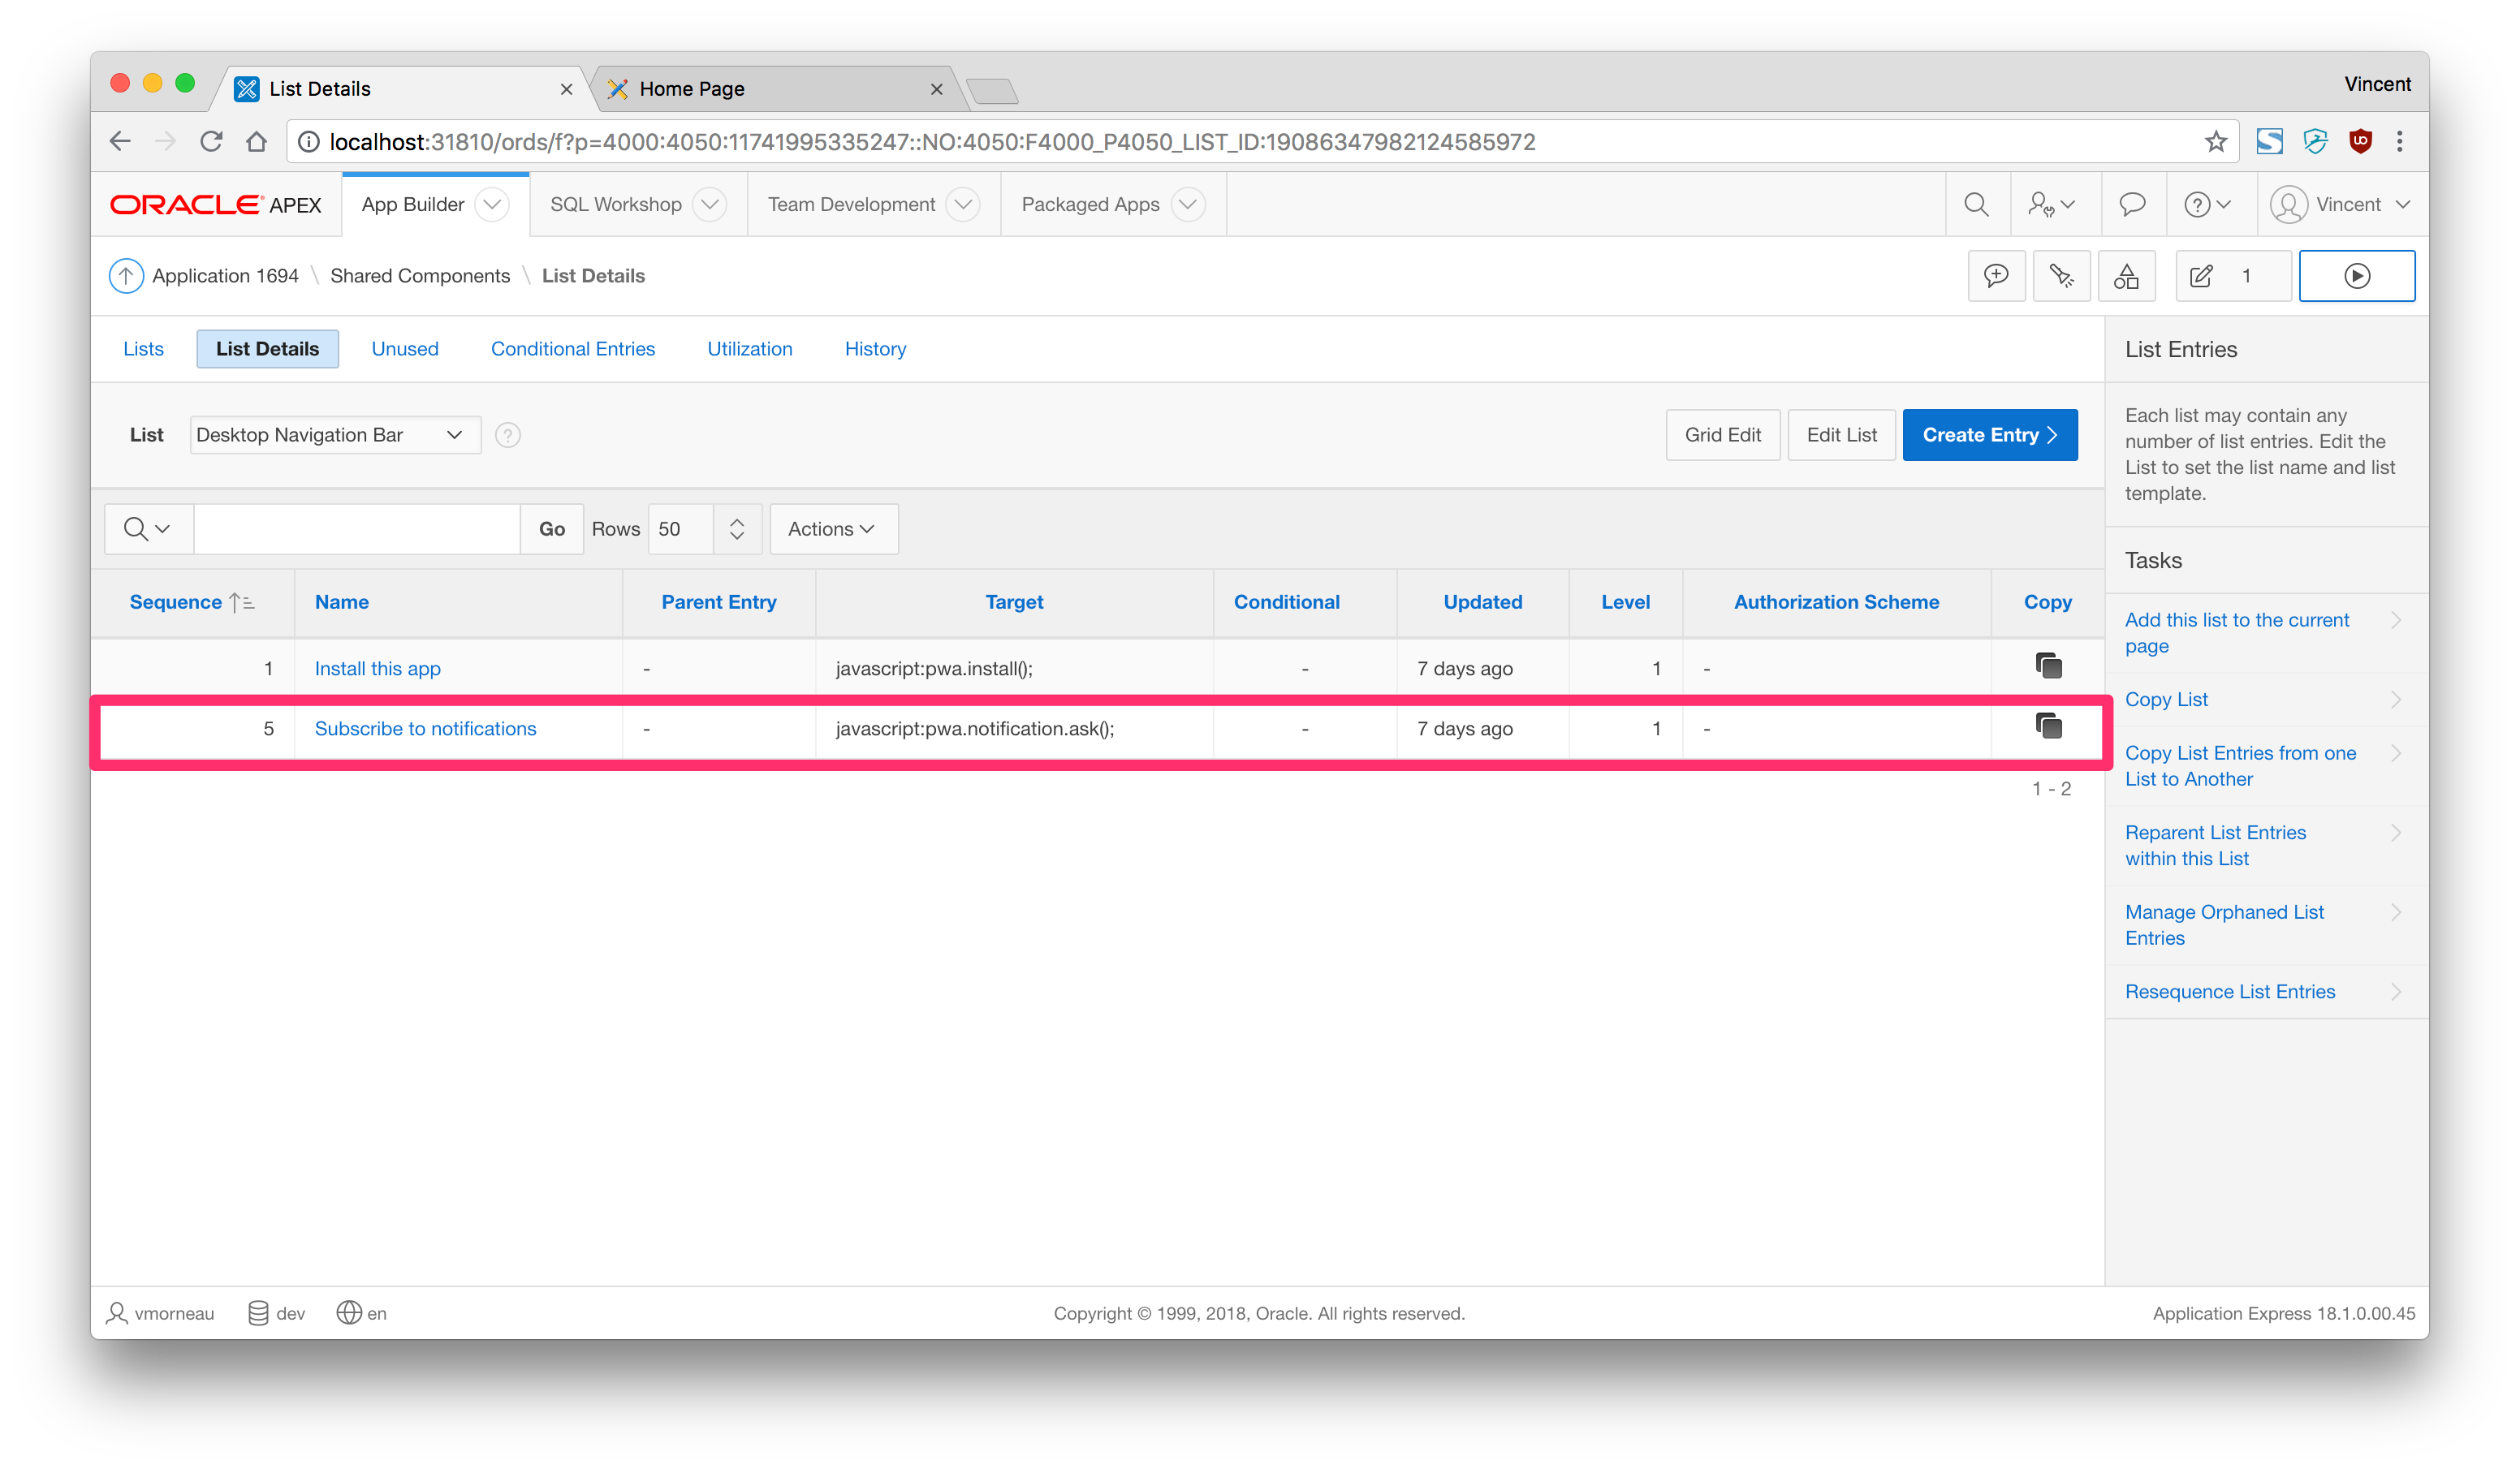 List Details
Home Page
Vincent
localhost:31810/ords/f?p=4000:4050:11741995335247::NO:4050:F4000_P4050_LIST_ID:19086347982124585972
ORACLE APEX
App Builder
SQL Workshop
Team Development
Packaged Apps
Vincent
Application 1694 \ Shared Components \ List Details
1
Lists
List Details
Unused
Conditional Entries
Utilization
History
List
Desktop Navigation Bar
?
Grid Edit
Edit List
Create Entry
Go
Rows
50
Actions
Sequence
Name
Parent Entry
Target
Conditional
Updated
Level
Authorization Scheme
Copy
1
Install this app
-
javascript:pwa.install();
-
7 days ago
1
-
5
Subscribe to notifications
-
javascript:pwa.notification.ask();
-
7 days ago
1
-
1 - 2
List Entries
Each list may contain any
number of list entries. Edit the
List to set the list name and list
template.
Tasks
Add this list to the current
page
Copy List
Copy List Entries from one
List to Another
Reparent List Entries
within this List
Manage Orphaned List
Entries
Resequence List Entries
vmorneau
dev
en
Copyright © 1999, 2018, Oracle. All rights reserved.
Application Express 18.1.0.00.45